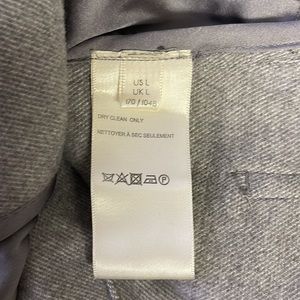 US L
UK L
170 / 104B
DRY CLEAN ONLY
NETTOYER À SEC SEULEMENT